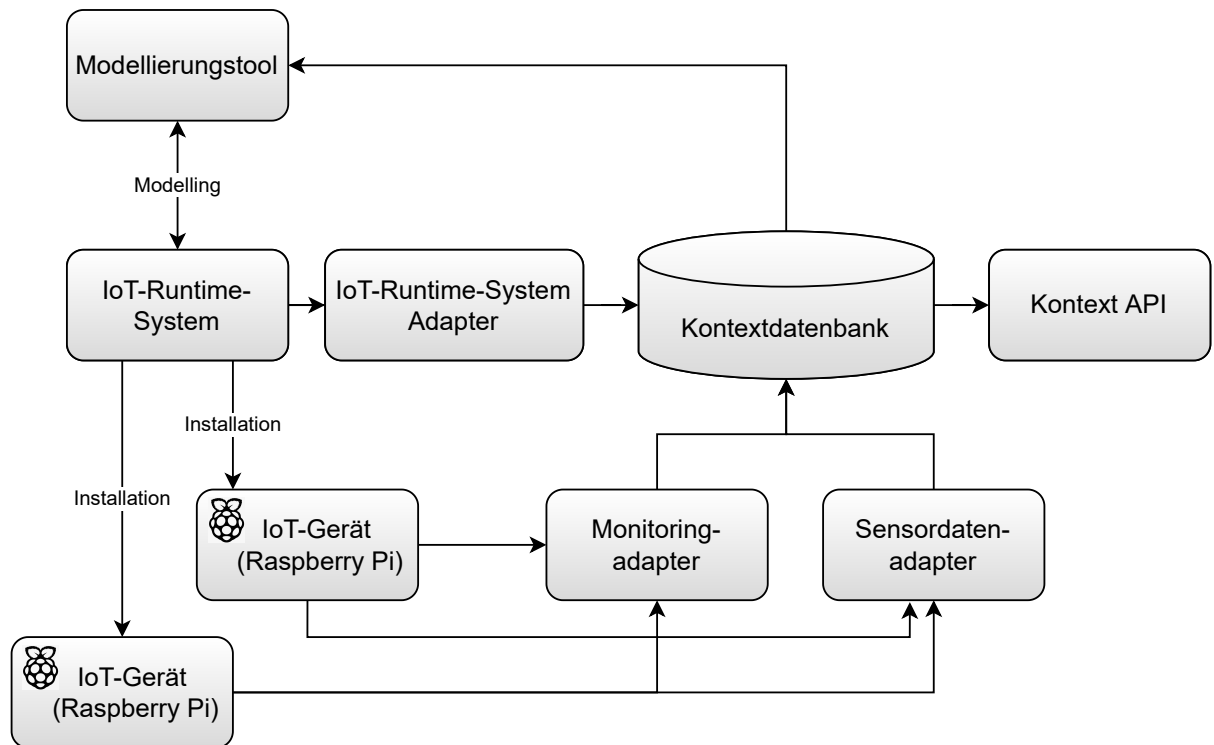 Modellierungstool
Modelling
IoT-Runtime-
System
IoT-Runtime-System
Adapter
Kontextdatenbank
Kontext API
Installation
Installation
IoT-Gerät
(Raspberry Pi)
Monitoring-
adapter
Sensordaten-
adapter
IoT-Gerät
(Raspberry Pi)